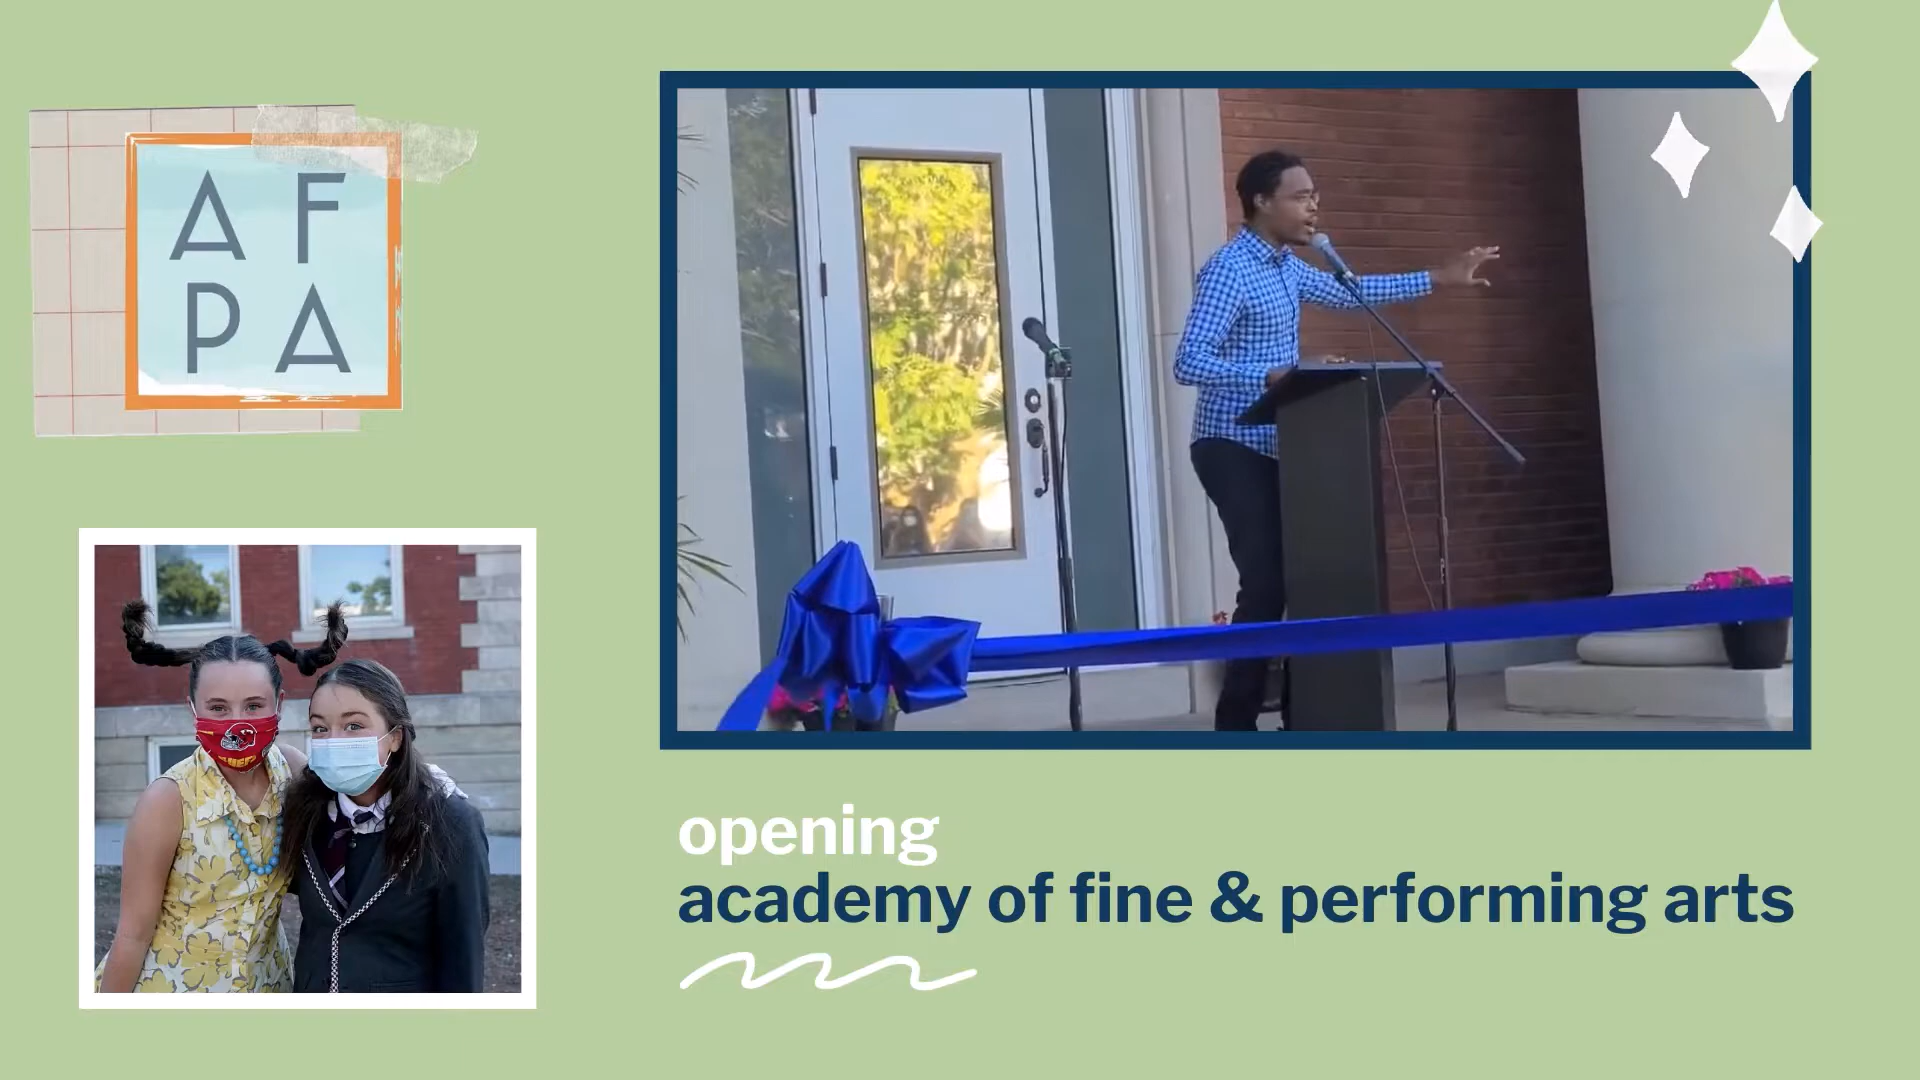 A F
P A
opening
academy of fine & performing arts